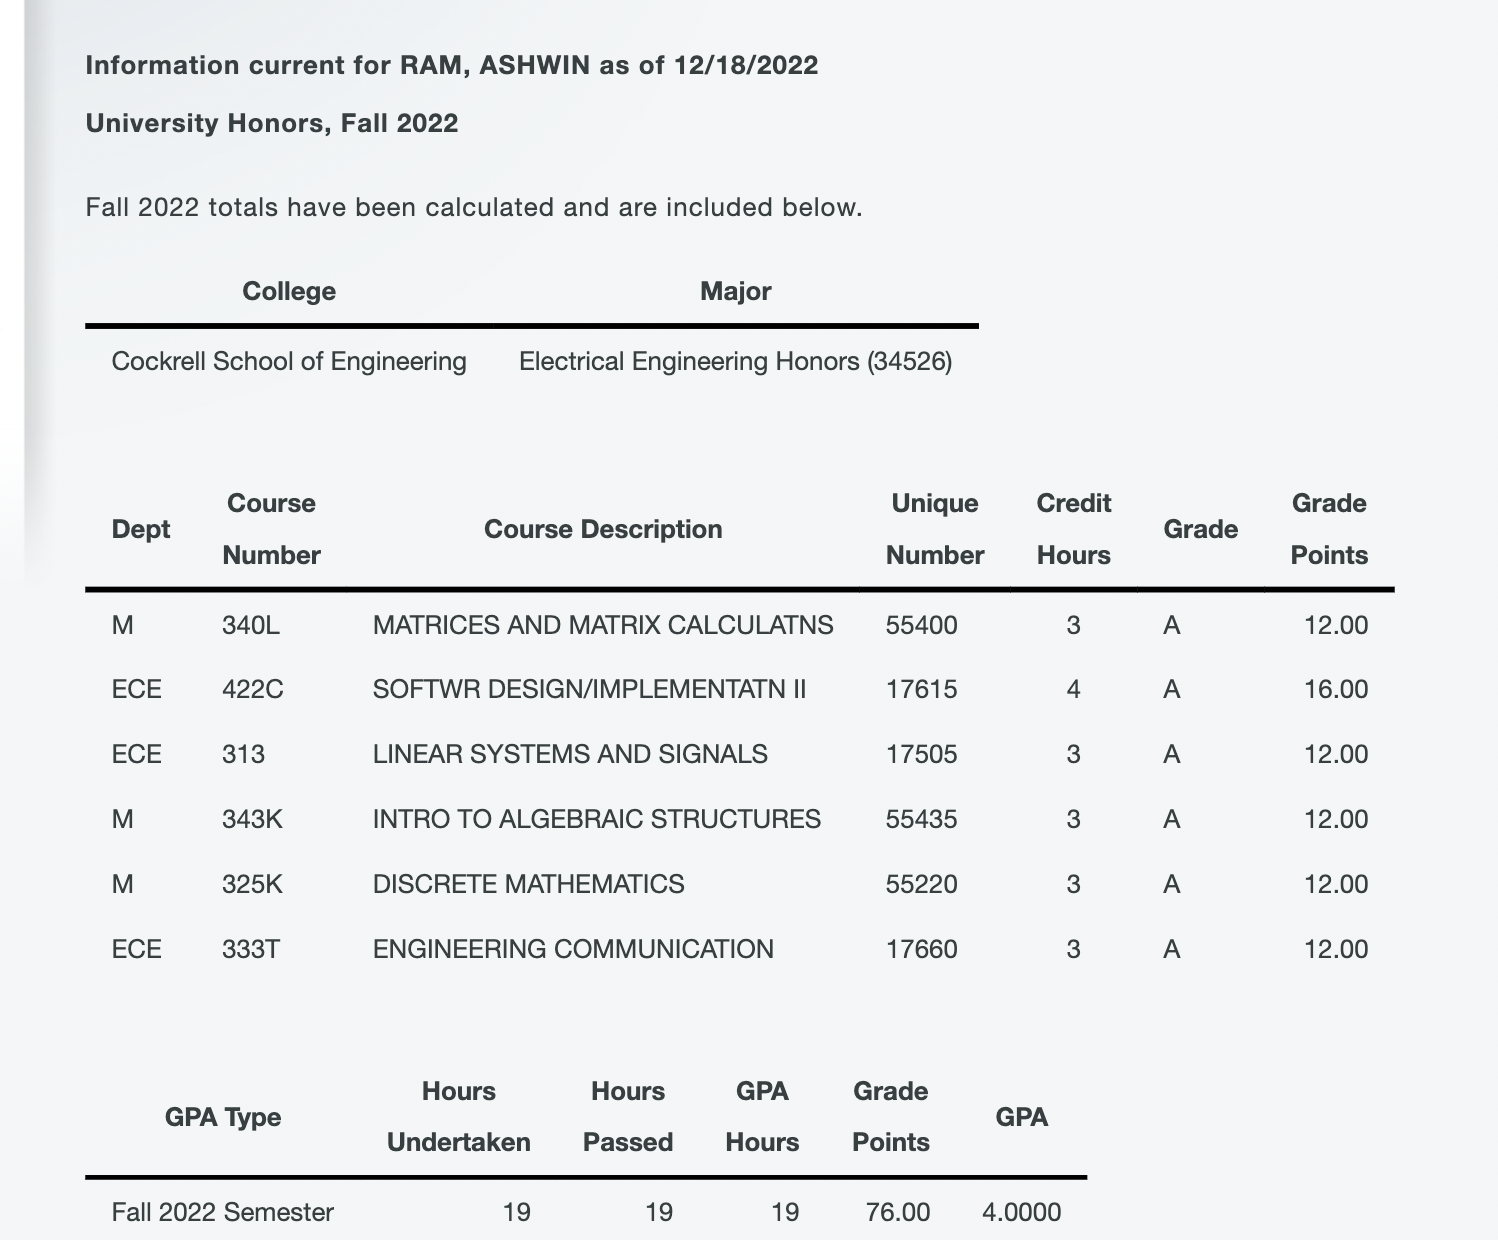 Information current for RAM, ASHWIN as of 12/18/2022
University Honors, Fall 2022
Fall 2022 totals have been calculated and are included below.
College Major
Cockrell School of Engineering Electrical Engineering Honors (34526)
Dept Course Number Course Description Unique Number Credit Hours Grade Grade Points
M 340L MATRICES AND MATRIX CALCULATNS 55400 3 A 12.00
ECE 422C SOFTWR DESIGN/IMPLEMENTATN II 17615 4 A 16.00
ECE 313 LINEAR SYSTEMS AND SIGNALS 17505 3 A 12.00
M 343K INTRO TO ALGEBRAIC STRUCTURES 55435 3 A 12.00
M 325K DISCRETE MATHEMATICS 55220 3 A 12.00
ECE 333T ENGINEERING COMMUNICATION 17660 3 A 12.00
GPA Type Hours Undertaken Hours Passed GPA Hours Grade Points GPA
Fall 2022 Semester 19 19 19 76.00 4.0000